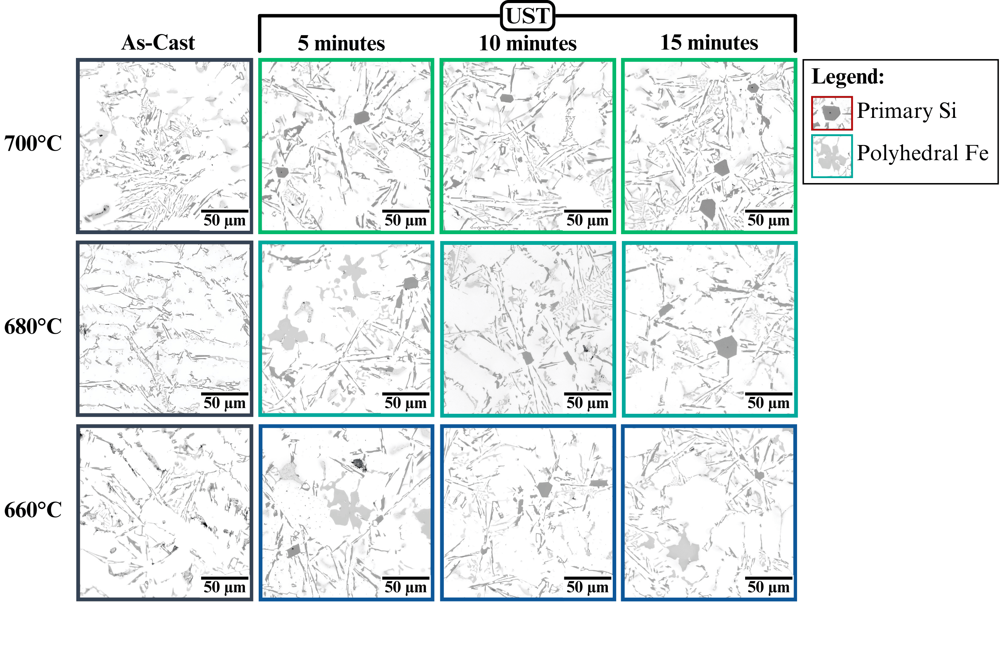 UST
As-Cast
5 minutes
10 minutes
15 minutes
700°C
50 µm
50 µm
50 µm
50 µm
Legend:
Primary Si
Polyhedral Fe
680°C
50 µm
50 µm
50 µm
50 µm
660°C
50 µm
50 µm
50 µm
50 µm